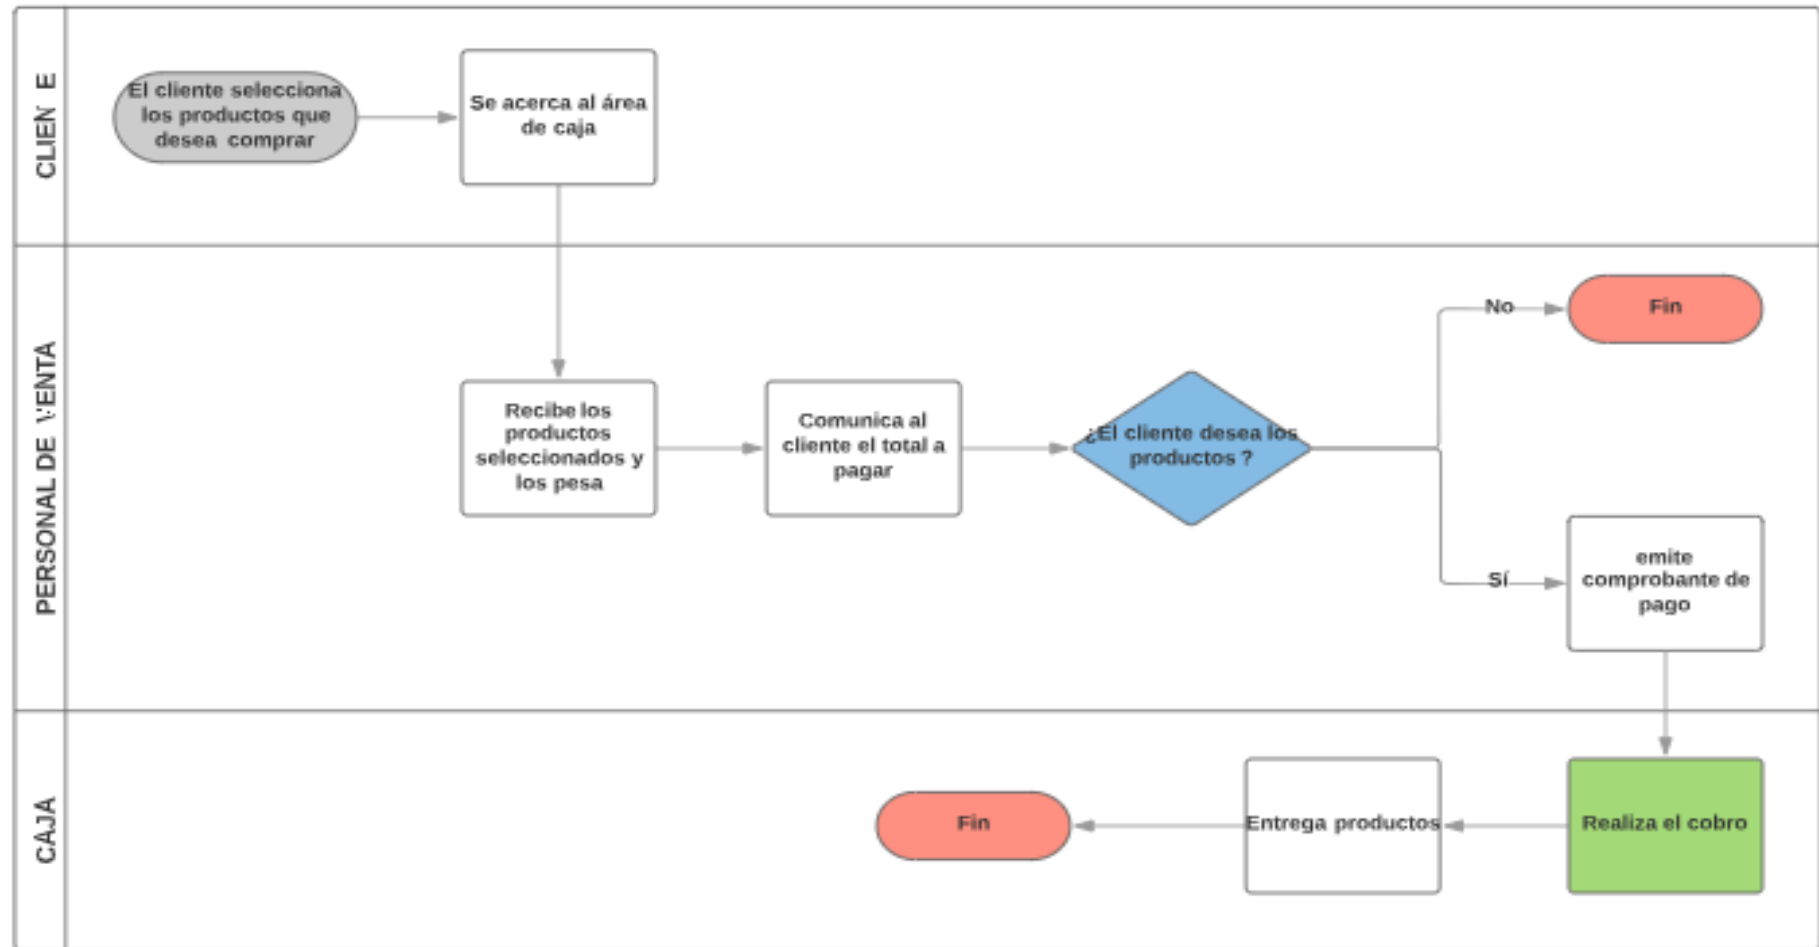 CLIEN E
El cliente selecciona
los productos que
desea comprar
Se acerca al área
de caja
PERSONAL DE VENTA
Recibe los
productos
seleccionados y
los pesa
Comunica al
cliente el total a
pagar
¿El cliente desea los
productos ?
No
Fin
Sí
emite
comprobante de
pago
CAJA
Realiza el cobro
Entrega productos
Fin